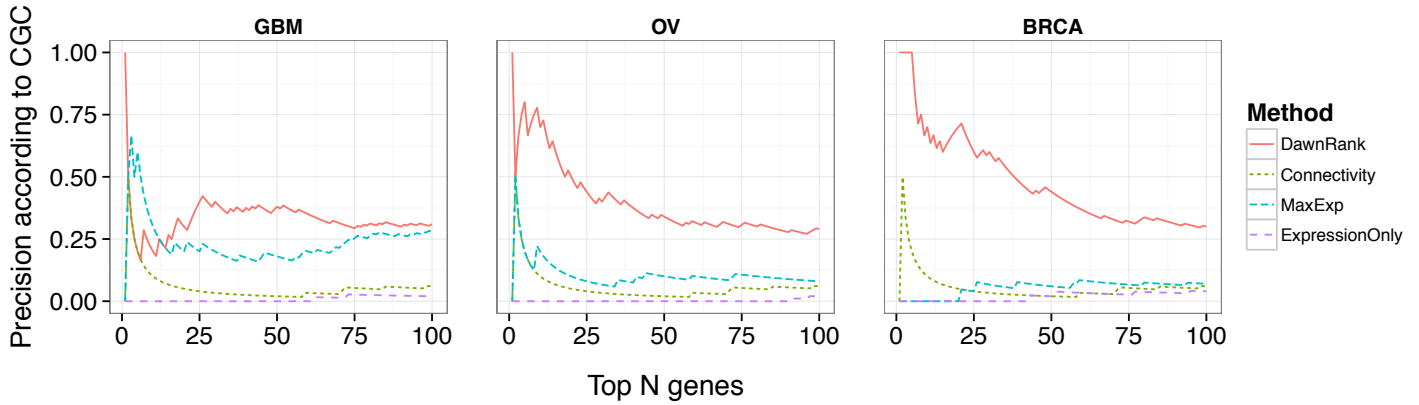 GBM
OV
BRCA
Precision according to CGC
1.00
0.75
0.50
0.25
0.00
0 25 50 75 100
0 25 50 75 100
0 25 50 75 100
Top N genes
Method
DawnRank
Connectivity
MaxExp
ExpressionOnly